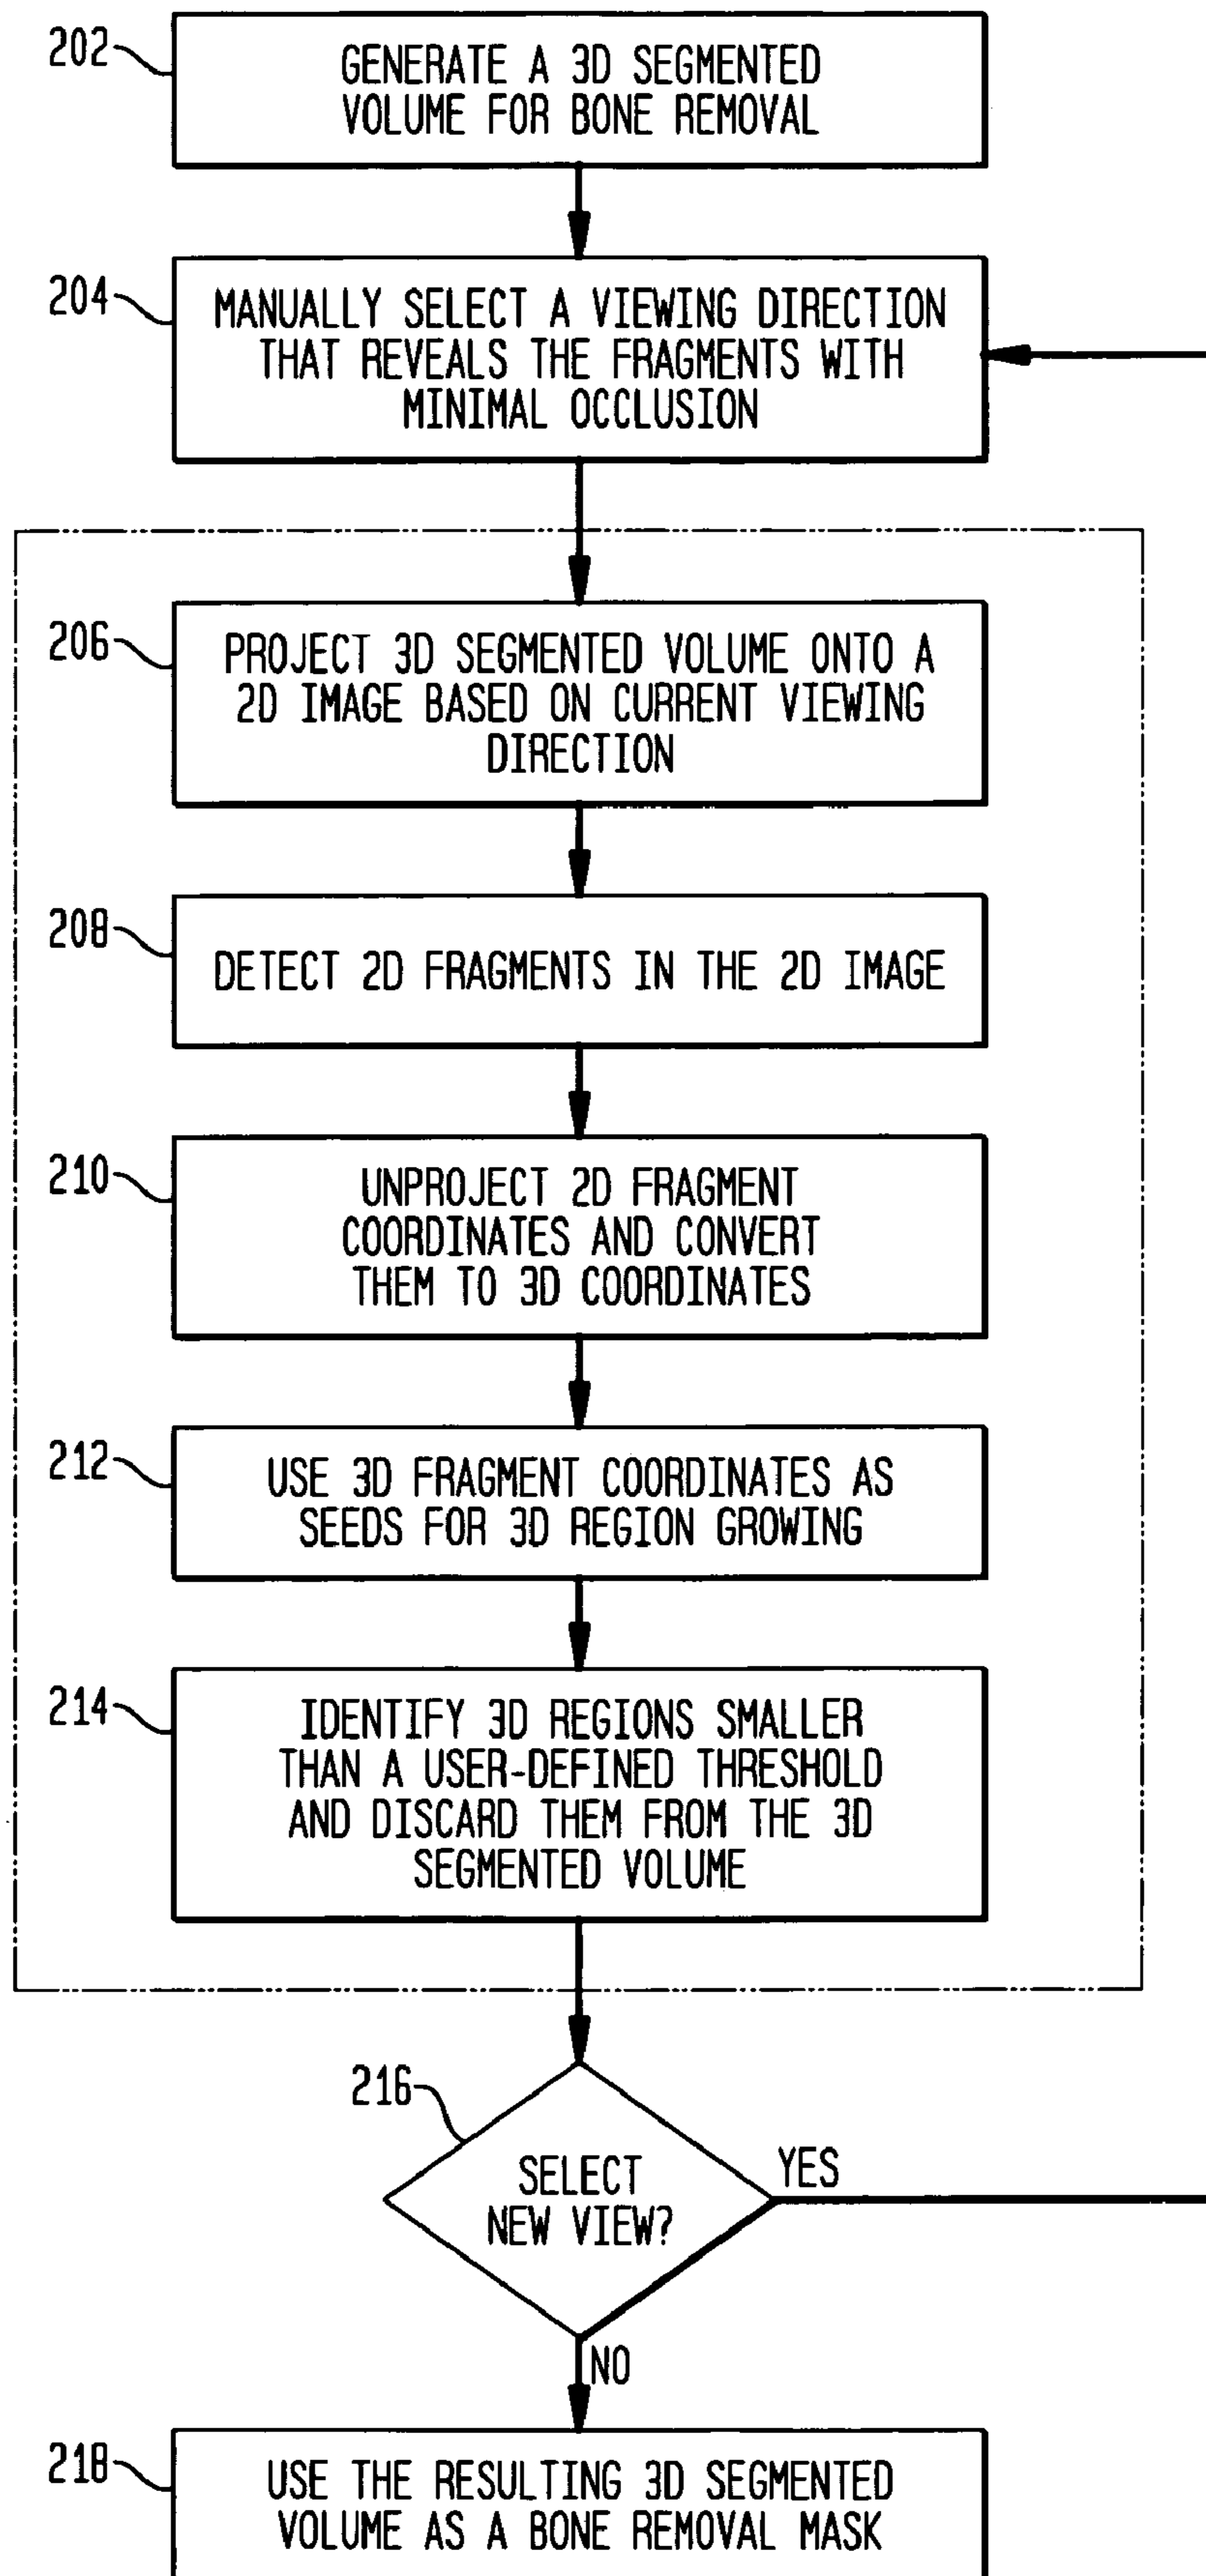 202
GENERATE A 3D SEGMENTED
VOLUME FOR BONE REMOVAL
204
MANUALLY SELECT A VIEWING DIRECTION
THAT REVEALS THE FRAGMENTS WITH
MINIMAL OCCLUSION
206
PROJECT 3D SEGMENTED VOLUME ONTO A
2D IMAGE BASED ON CURRENT VIEWING
DIRECTION
208
DETECT 2D FRAGMENTS IN THE 2D IMAGE
210
UNPROJECT 2D FRAGMENT
COORDINATES AND CONVERT
THEM TO 3D COORDINATES
212
USE 3D FRAGMENT COORDINATES AS
SEEDS FOR 3D REGION GROWING
214
IDENTIFY 3D REGIONS SMALLER
THAN A USER-DEFINED THRESHOLD
AND DISCARD THEM FROM THE 3D
SEGMENTED VOLUME
216
SELECT
NEW VIEW?
YES
NO
218
USE THE RESULTING 3D SEGMENTED
VOLUME AS A BONE REMOVAL MASK